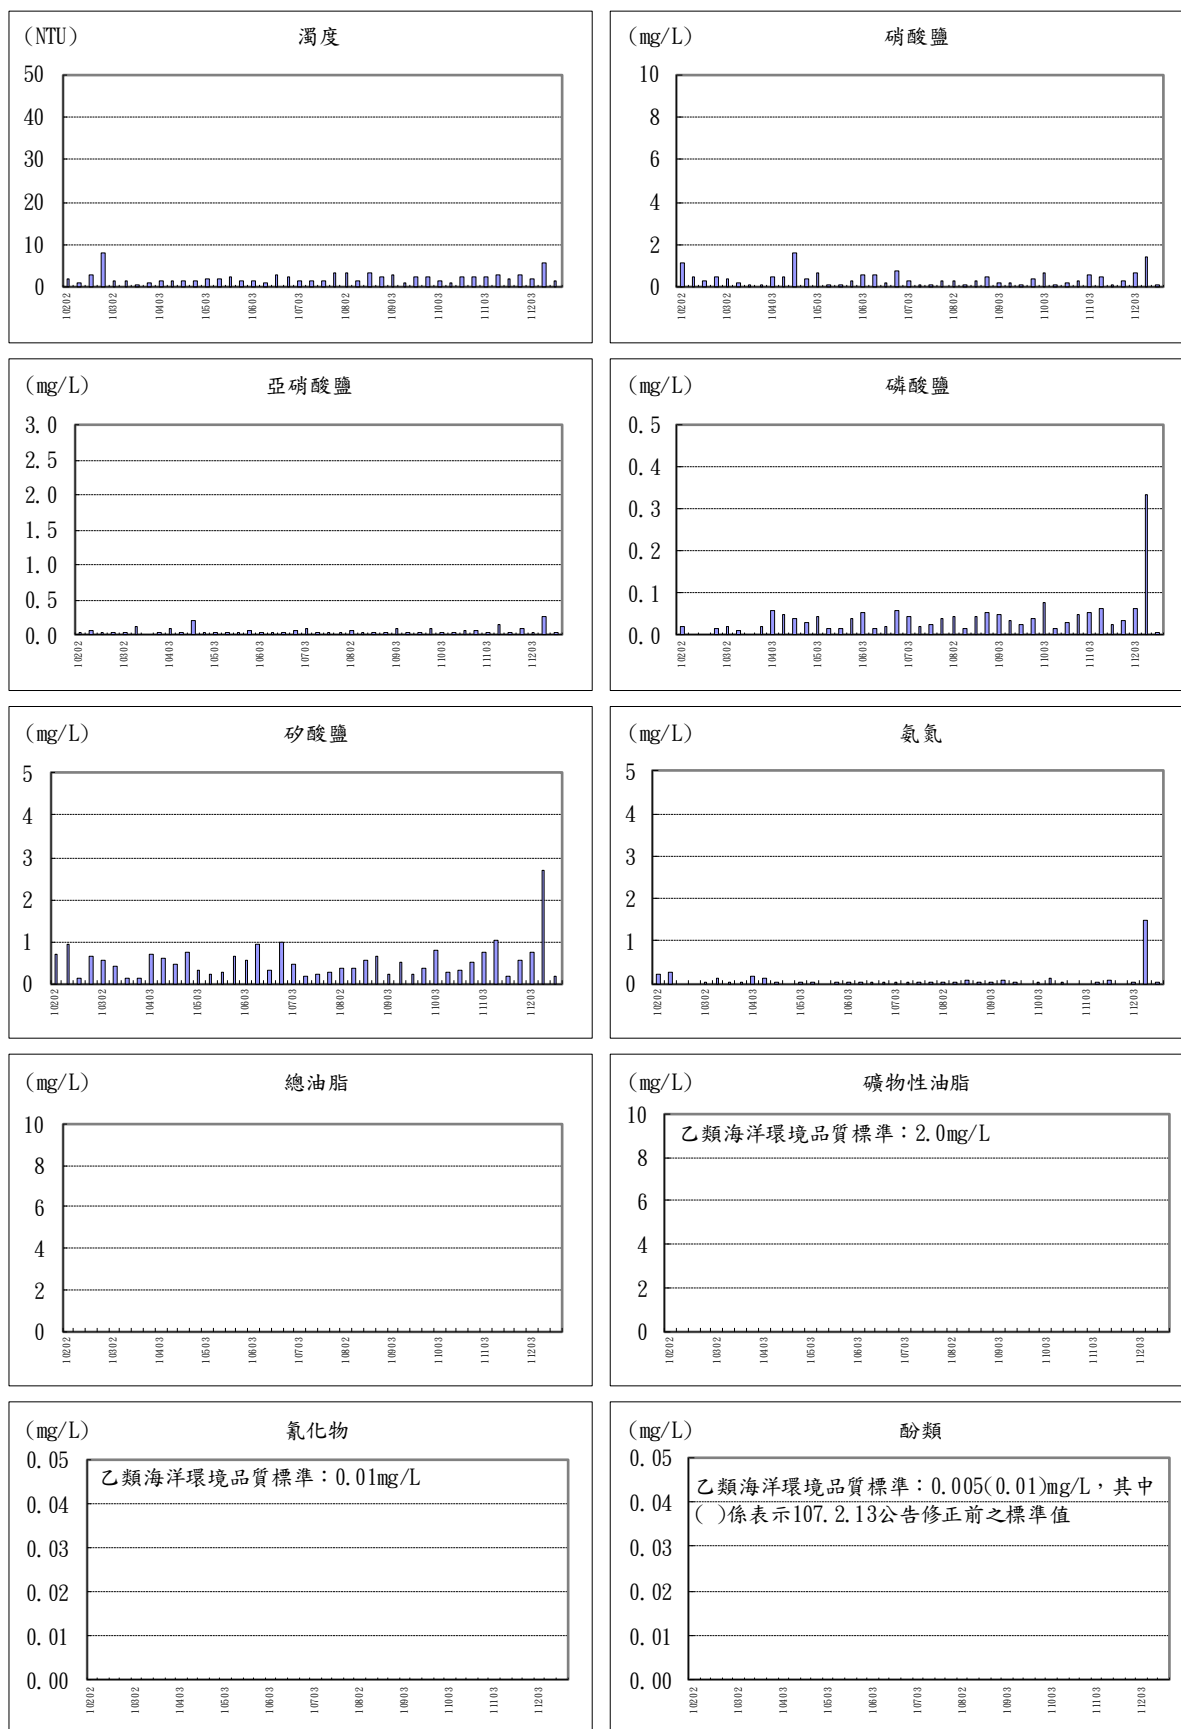 (NTU) 濁度
50
40
30
20
10
0
10202 10302 10403 10503 10603 10703 10802 10903 11003 11103 11203
(mg/L) 硝酸鹽
10
8
6
4
2
0
10202 10302 10403 10503 10603 10703 10802 10903 11003 11103 11203
(mg/L) 亞硝酸鹽
3.0
2.5
2.0
1.5
1.0
0.5
0.0
10202 10302 10403 10503 10603 10703 10802 10903 11003 11103 11203
(mg/L) 磷酸鹽
0.5
0.4
0.3
0.2
0.1
0.0
10202 10302 10403 10503 10603 10703 10802 10903 11003 11103 11203
(mg/L) 矽酸鹽
5
4
3
2
1
0
10202 10302 10403 10503 10603 10703 10802 10903 11003 11103 11203
(mg/L) 氨氮
5
4
3
2
1
0
10202 10302 10403 10503 10603 10703 10802 10903 11003 11103 11203
(mg/L) 總油脂
10
8
6
4
2
0
10202 10302 10403 10503 10603 10703 10802 10903 11003 11103 11203
(mg/L) 礦物性油脂
乙類海洋環境品質標準：2.0mg/L
10
8
6
4
2
0
10202 10302 10403 10503 10603 10703 10802 10903 11003 11103 11203
(mg/L) 氰化物
乙類海洋環境品質標準：0.01mg/L
0.05
0.04
0.03
0.02
0.01
0.00
10202 10302 10403 10503 10603 10703 10802 10903 11003 11103 11203
(mg/L) 酚類
乙類海洋環境品質標準：0.005(0.01)mg/L，其中
( )係表示107.2.13公告修正前之標準值
0.05
0.04
0.03
0.02
0.01
0.00
10202 10302 10403 10503 10603 10703 10802 10903 11003 11103 11203